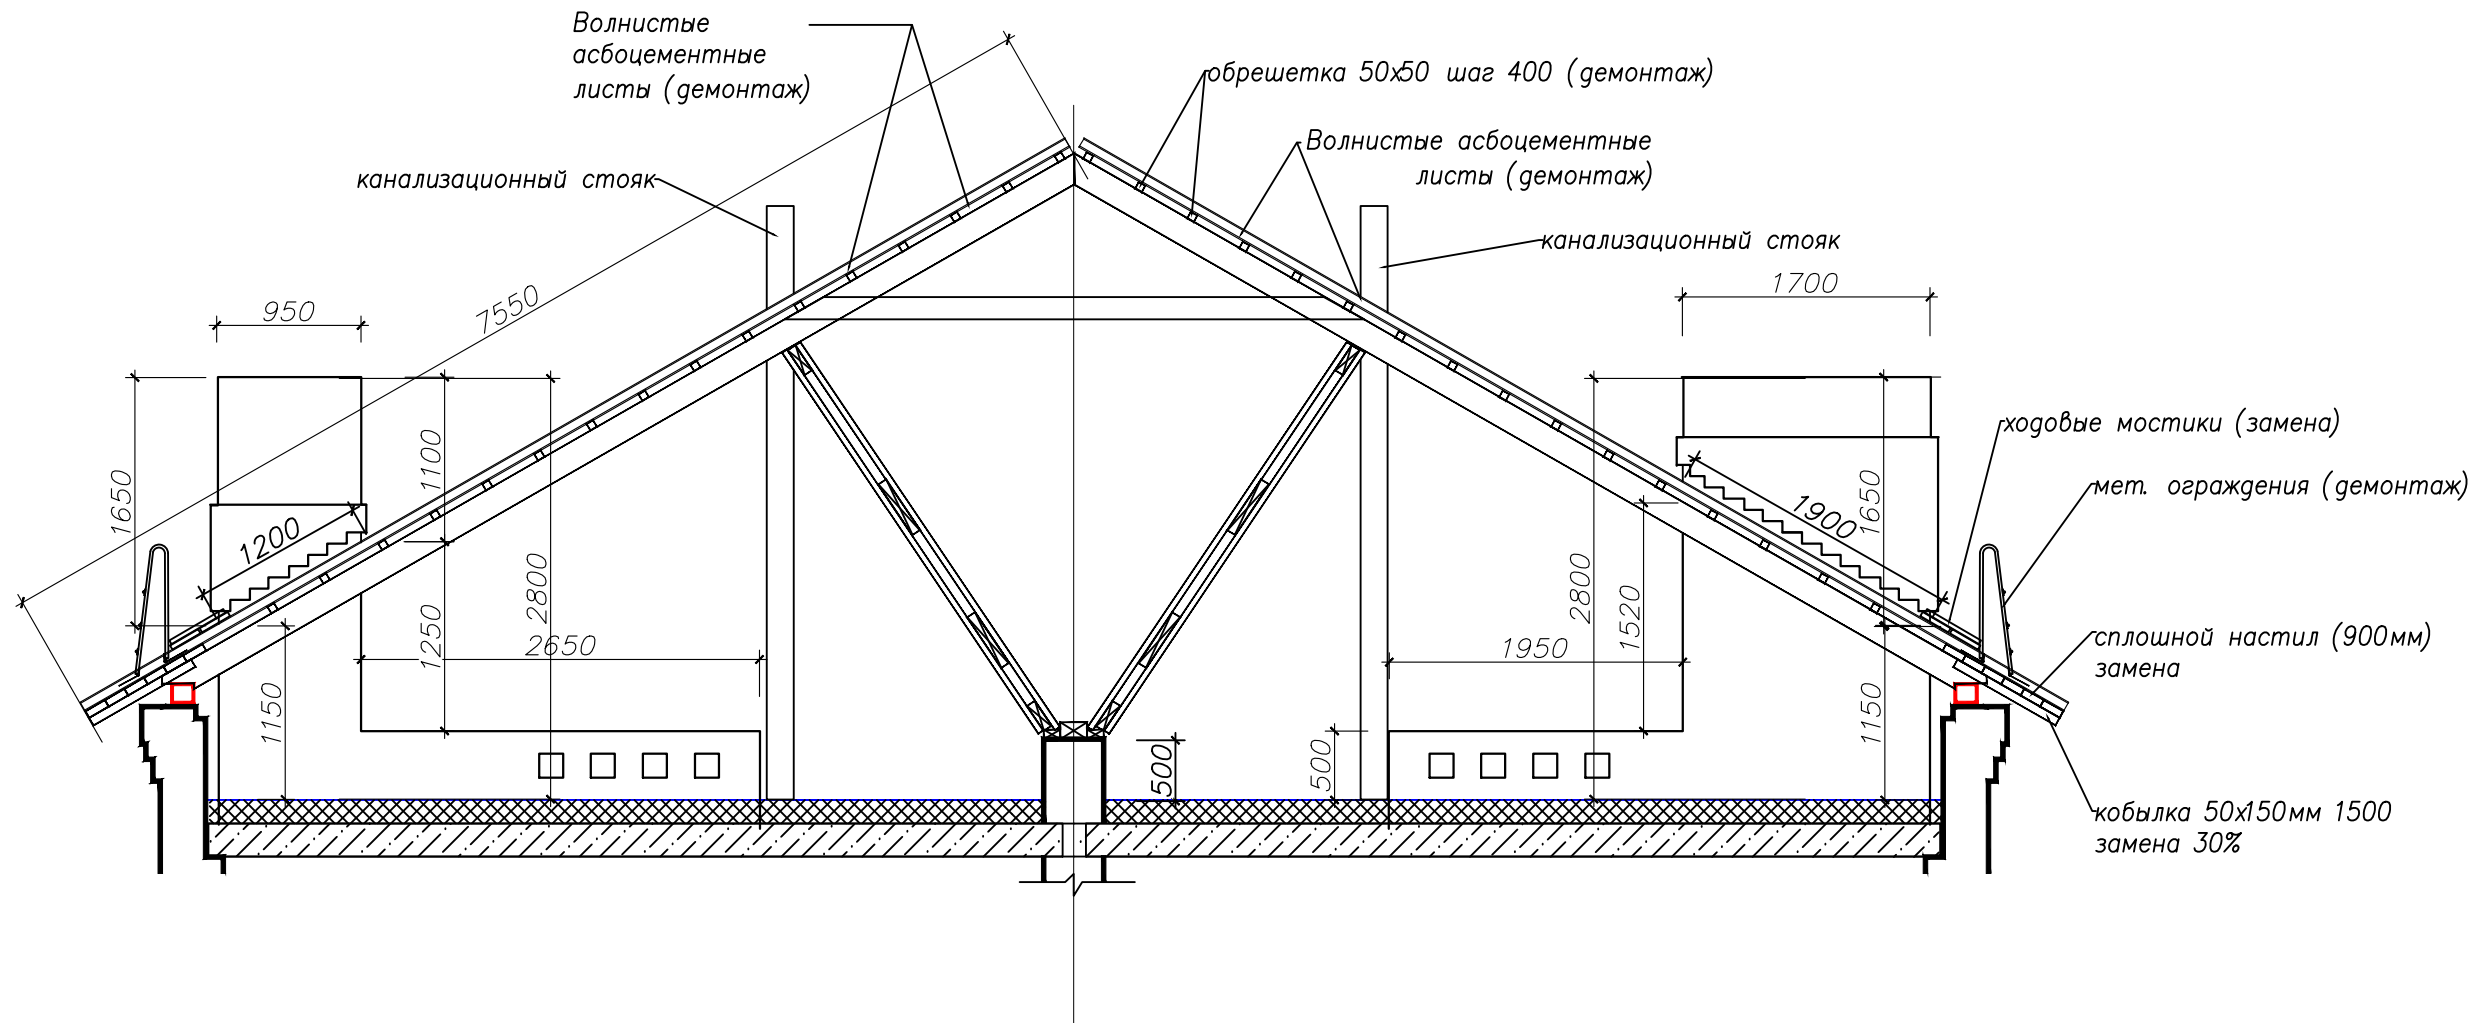 Волнистые
асбоцементные
листы (демонтаж)
обрешетка 50х50 шаг 400 (демонтаж)
Волнистые асбоцементные
листы (демонтаж)
канализационный стояк
канализационный стояк
7550
950
1700
1650
1100
1200
1250
2800
2650
1150
500
500
1950
1520
2800
1900
1650
1150
ходовые мостики (замена)
мет. ограждения (демонтаж)
сплошной настил (900мм)
замена
кобылка 50х150мм 1500
замена 30%